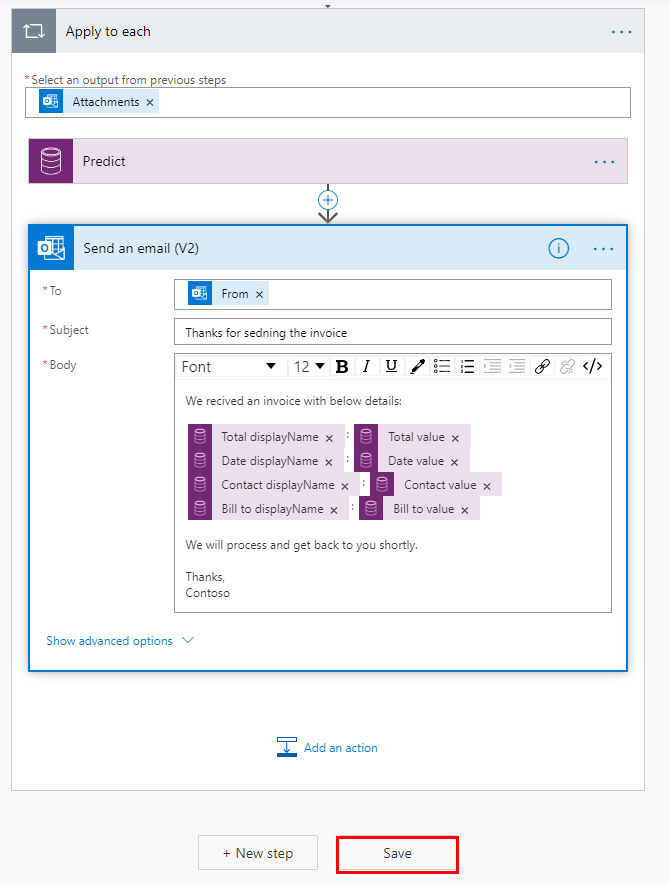 Apply to each
* Select an output from previous steps
Attachments ×
Predict
Send an email (V2)
* To
From ×
* Subject
Thanks for sedning the invoice
* Body
Font 12 B I U </>
We recived an invoice with below details:
Total displayName × : Total value ×
Date displayName × : Date value ×
Contact displayName × : Contact value ×
Bill to displayName × : Bill to value ×
We will process and get back to you shortly.
Thanks,
Contoso
Show advanced options
Add an action
+ New step
Save